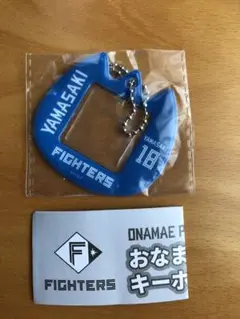 YAMASAKI
FIGHTERS
18
F
FIGHTERS
ONAMAE
おなま
キーホ